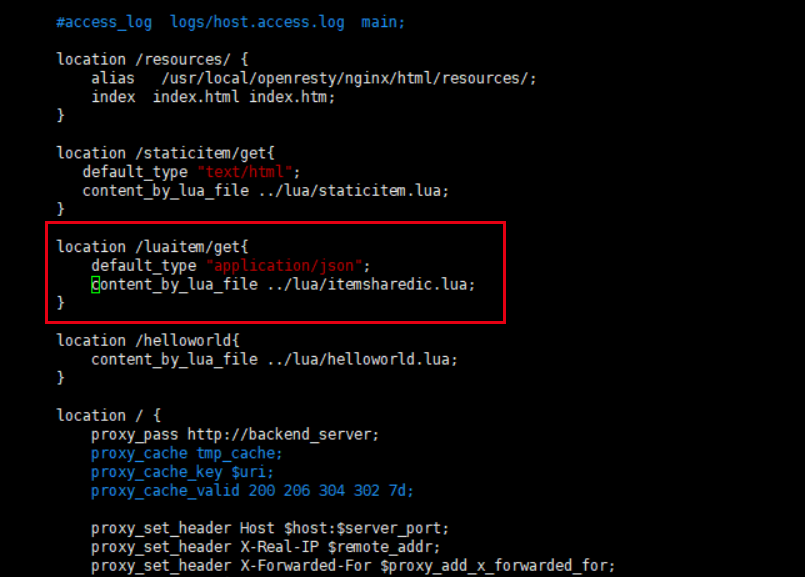 #access_log  logs/host.access.log  main;
location /resources/ {
alias   /usr/local/openresty/nginx/html/resources/;
index  index.html index.htm;
}
location /staticitem/get{
default_type "text/html";
content_by_lua_file ../lua/staticitem.lua;
}
location /luaitem/get{
default_type "application/json";
content_by_lua_file ../lua/itemsharedic.lua;
}
location /helloworld{
content_by_lua_file ../lua/helloworld.lua;
}
location / {
proxy_pass http://backend_server;
proxy_cache tmp_cache;
proxy_cache_key $uri;
proxy_cache_valid 200 206 304 302 7d;
proxy_set_header Host $host:$server_port;
proxy_set_header X-Real-IP $remote_addr;
proxy_set_header X-Forwarded-For $proxy_add_x_forwarded_for;